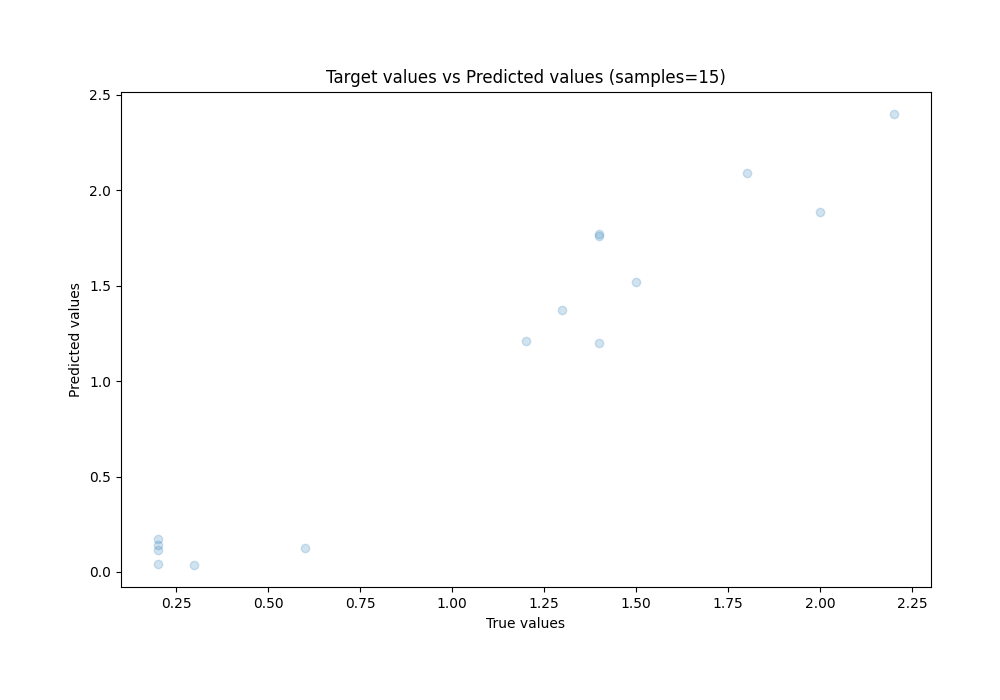 Target values vs Predicted values (samples=15)
2.5
2.0
1.5
1.0
0.5
0.0
Predicted values
0.25 0.50 0.75 1.00 1.25 1.50 1.75 2.00 2.25
True values